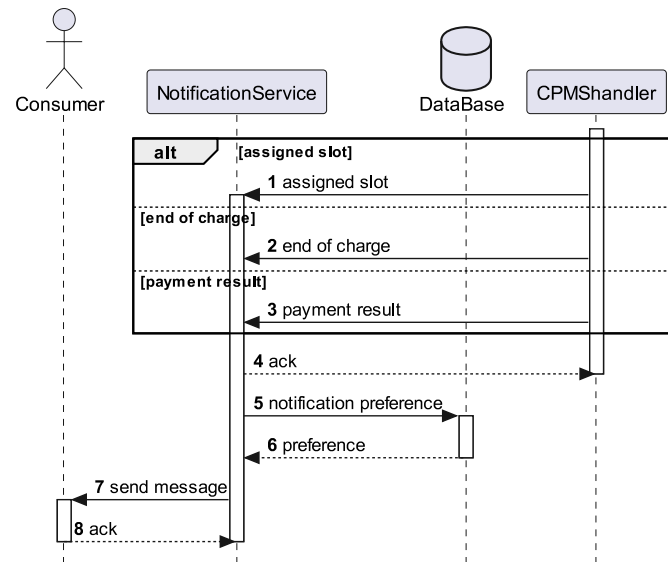 Consumer
NotificationService
DataBase
CPMShandler
alt [assigned slot]
1 assigned slot
[end of charge]
2 end of charge
[payment result]
3 payment result
4 ack
5 notification preference
6 preference
7 send message
8 ack